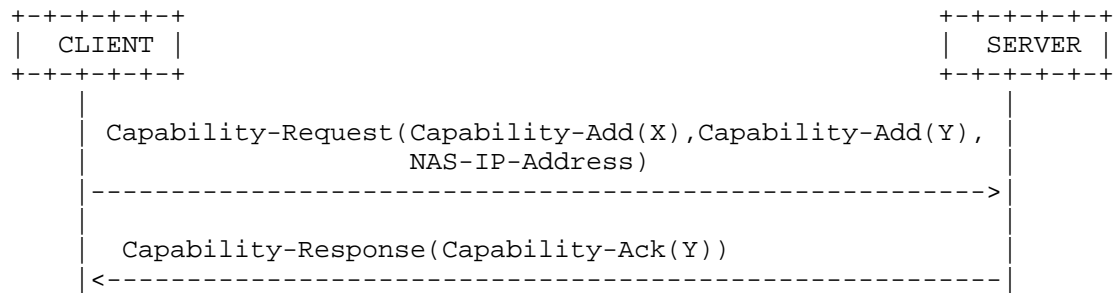 +-+-+-+-+-+ +-+-+-+-+-+
| CLIENT | | SERVER |
+-+-+-+-+-+ +-+-+-+-+-+
| |
| Capability-Request(Capability-Add(X),Capability-Add(Y), |
| NAS-IP-Address) |
|-------------------------------------------------------->|
| |
| Capability-Response(Capability-Ack(Y)) |
|<--------------------------------------------------------|